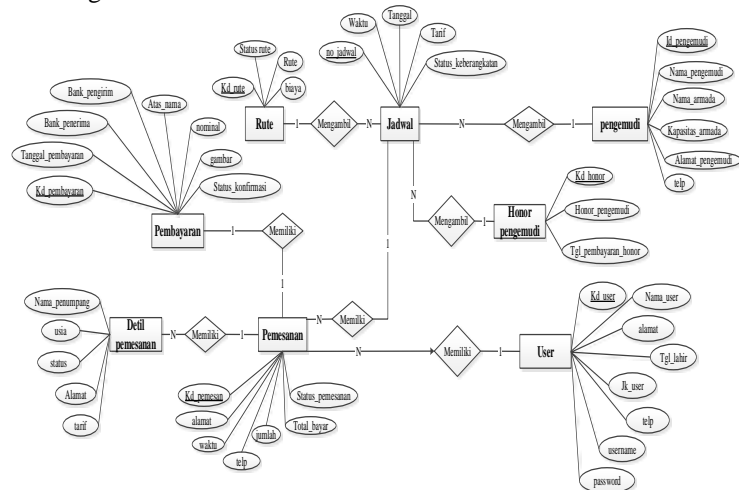 Waktu
Tanggal
Tarif
no_jadwal
Status_keberangkatan
Status rute
Rute
Kd_rute
biaya
Id_pengemudi
Nama_pengemudi
Nama_armada
Kapasitas_armada
Alamat_pengemudi
telp
Bank_pengirim
Atas_nama
Bank_penerima
nominal
Tanggal_pembayaran
gambar
Kd_pembayaran
Status_konfirmasi
Rute
1
Mengambil
N
Jadwal
N
Mengambil
1
pengemudi
N
Mengambil
1
Honor
pengemudi
Kd_honor
Honor_pengemudi
Tgl_pembayaran_honor
Pembayaran
1
Memiliki
1
1
Nama_penumpang
usia
status
Alamat
tarif
Detil
pemesanan
N
Memiliki
1
Pemesanan
N
Memilki
N
Memiliki
1
User
Kd_pemesan
alamat
waktu
telp
jumlah
Total_bayar
Status_pemesanan
Kd_user
Nama_user
alamat
Tgl_lahir
Jk_user
telp
username
password